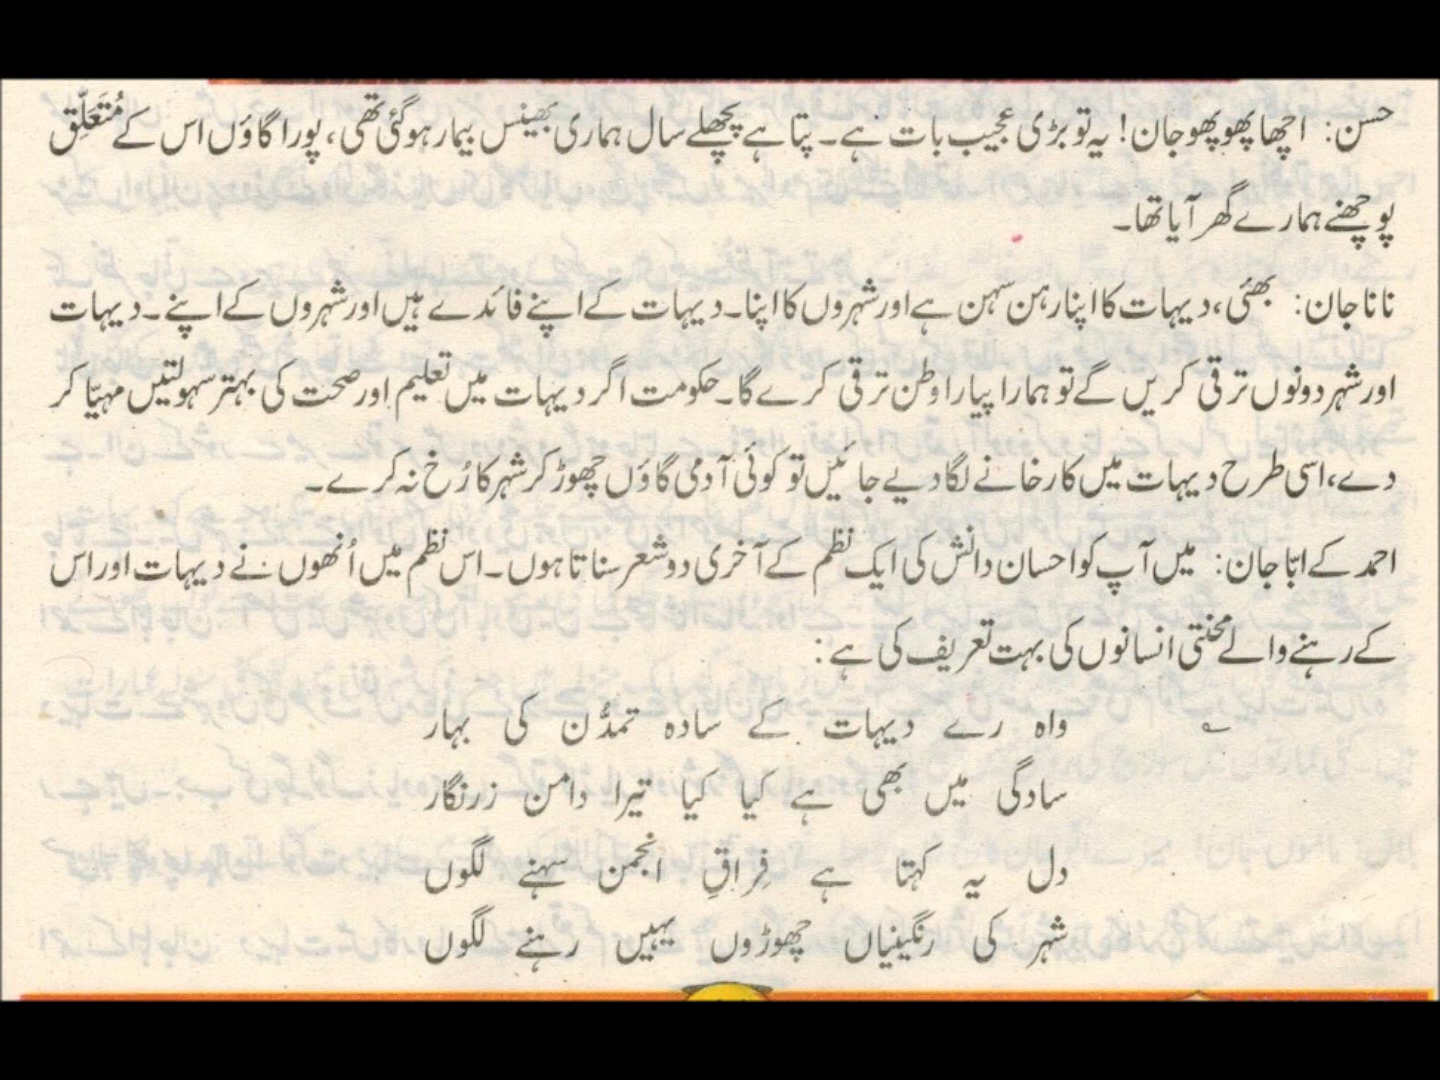 حسن: اچھا پھوپھو جان! یہ تو بڑی عجیب بات ہے۔ پتا ہے پچھلے سال ہماری بھینس بیمار ہو گئی تھی، پورا گاؤں اس کے مُتَعَلِّق
پوچھنے ہمارے گھر آیا تھا۔
نانا جان: بھئی، دیہات کا اپنا رہن سہن ہے اور شہروں کا اپنا۔ دیہات کے اپنے فائدے ہیں اور شہروں کے اپنے۔ دیہات
اور شہر دونوں ترقی کریں گے تو ہمارا پیارا وطن ترقی کرے گا۔ حکومت اگر دیہات میں تعلیم اور صحت کی بہتر سہولتیں مہیّا کر
دے، اسی طرح دیہات میں کارخانے لگا دیے جائیں تو کوئی آدمی گاؤں چھوڑ کر شہر کا رُخ نہ کرے۔
احمد کے ابّا جان: میں آپ کو احسان دانش کی ایک نظم کے آخری دو شعر سناتا ہوں۔ اس نظم میں اُنھوں نے دیہات اور اس
کے رہنے والے محنتی انسانوں کی بہت تعریف کی ہے:
؎ واہ رے دیہات کے سادہ تمدُّن کی بہار
سادگی میں بھی ہے کیا کیا تیرا دامن زرنگار
دل یہ کہتا ہے فِراقِ انجمن سہنے لگوں
شہر کی رنگینیاں چھوڑوں یہیں رہنے لگوں